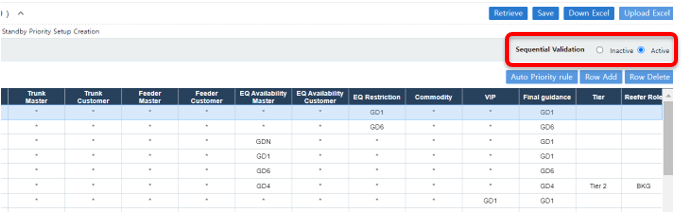 ) Retrieve Save Down Excel Upload Excel
Standby Priority Setup Creation
Sequential Validation Inactive Active
Auto Priority rule Row Add Row Delete
Trunk Master Trunk Customer Feeder Master Feeder Customer EQ Availability Master EQ Availability Customer EQ Restriction Commodity VIP Final guidance Tier Reefer Role
* * * * * * GD1 * * GD1
* * * * * * GD6 * * GD6
* * * * GDN * * * * GD1
* * * * GD1 * * * * GD1
* * * * GD6 * * * * GD6
* * * * GD4 * * * * GD4 Tier 2 BKG
* * * * * * * * GD1 GD1